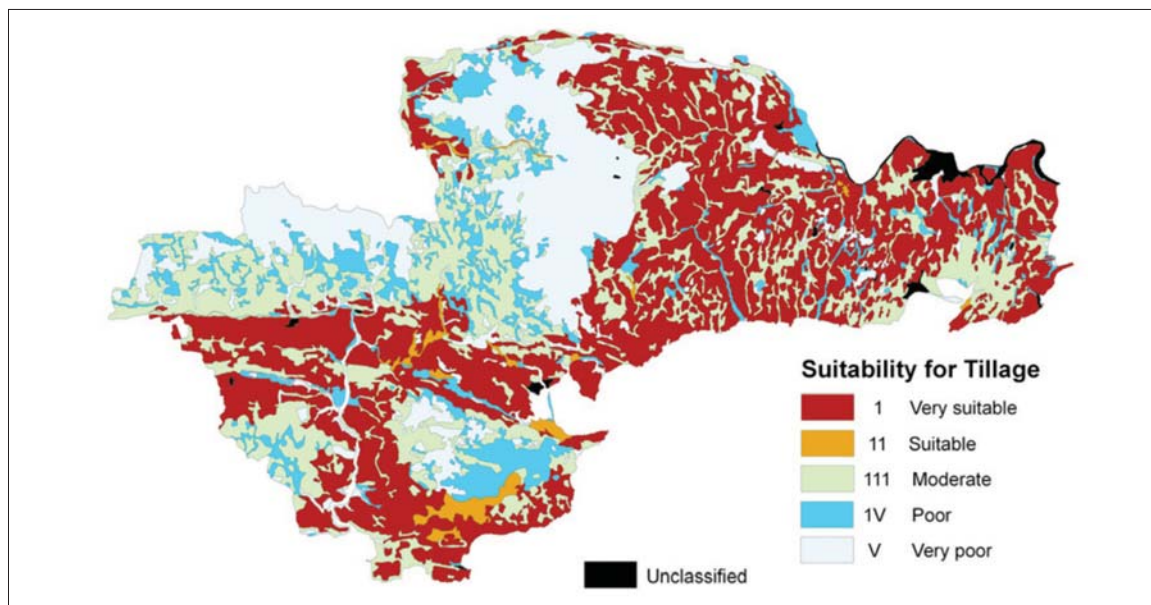 Suitability for Tillage
1 Very suitable
11 Suitable
111 Moderate
1V Poor
V Very poor
Unclassified